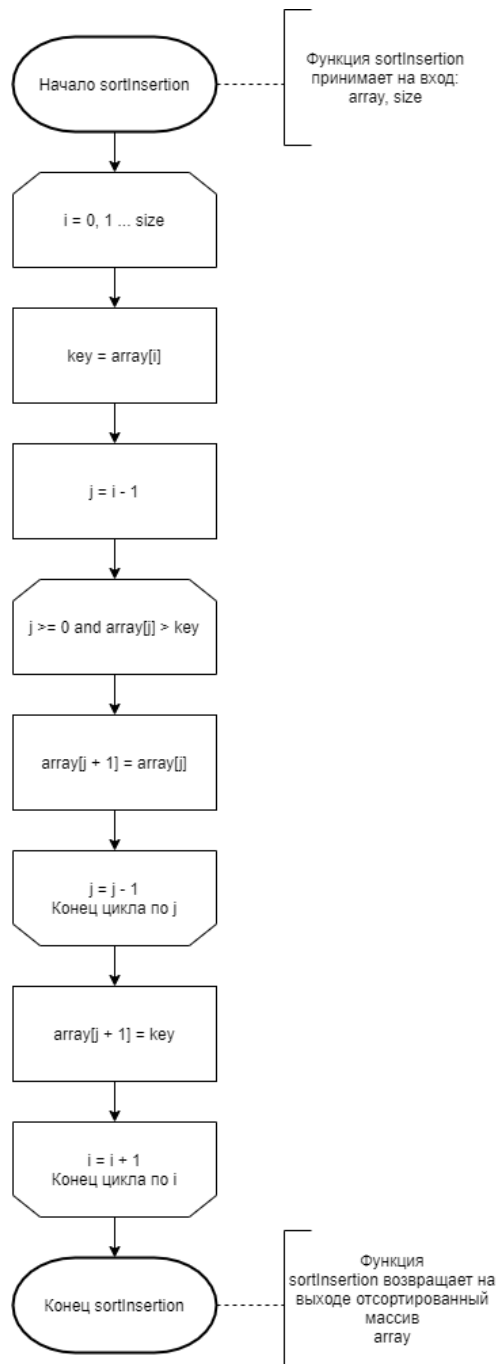 Начало sortInsertion
Функция sortInsertion
принимает на вход:
array, size
i = 0, 1 ... size
key = array[i]
j = i - 1
j >= 0 and array[j] > key
array[j + 1] = array[j]
j = j - 1
Конец цикла по j
array[j + 1] = key
i = i + 1
Конец цикла по i
Конец sortInsertion
Функция
sortInsertion возвращает на
выходе отсортированный
массив
array